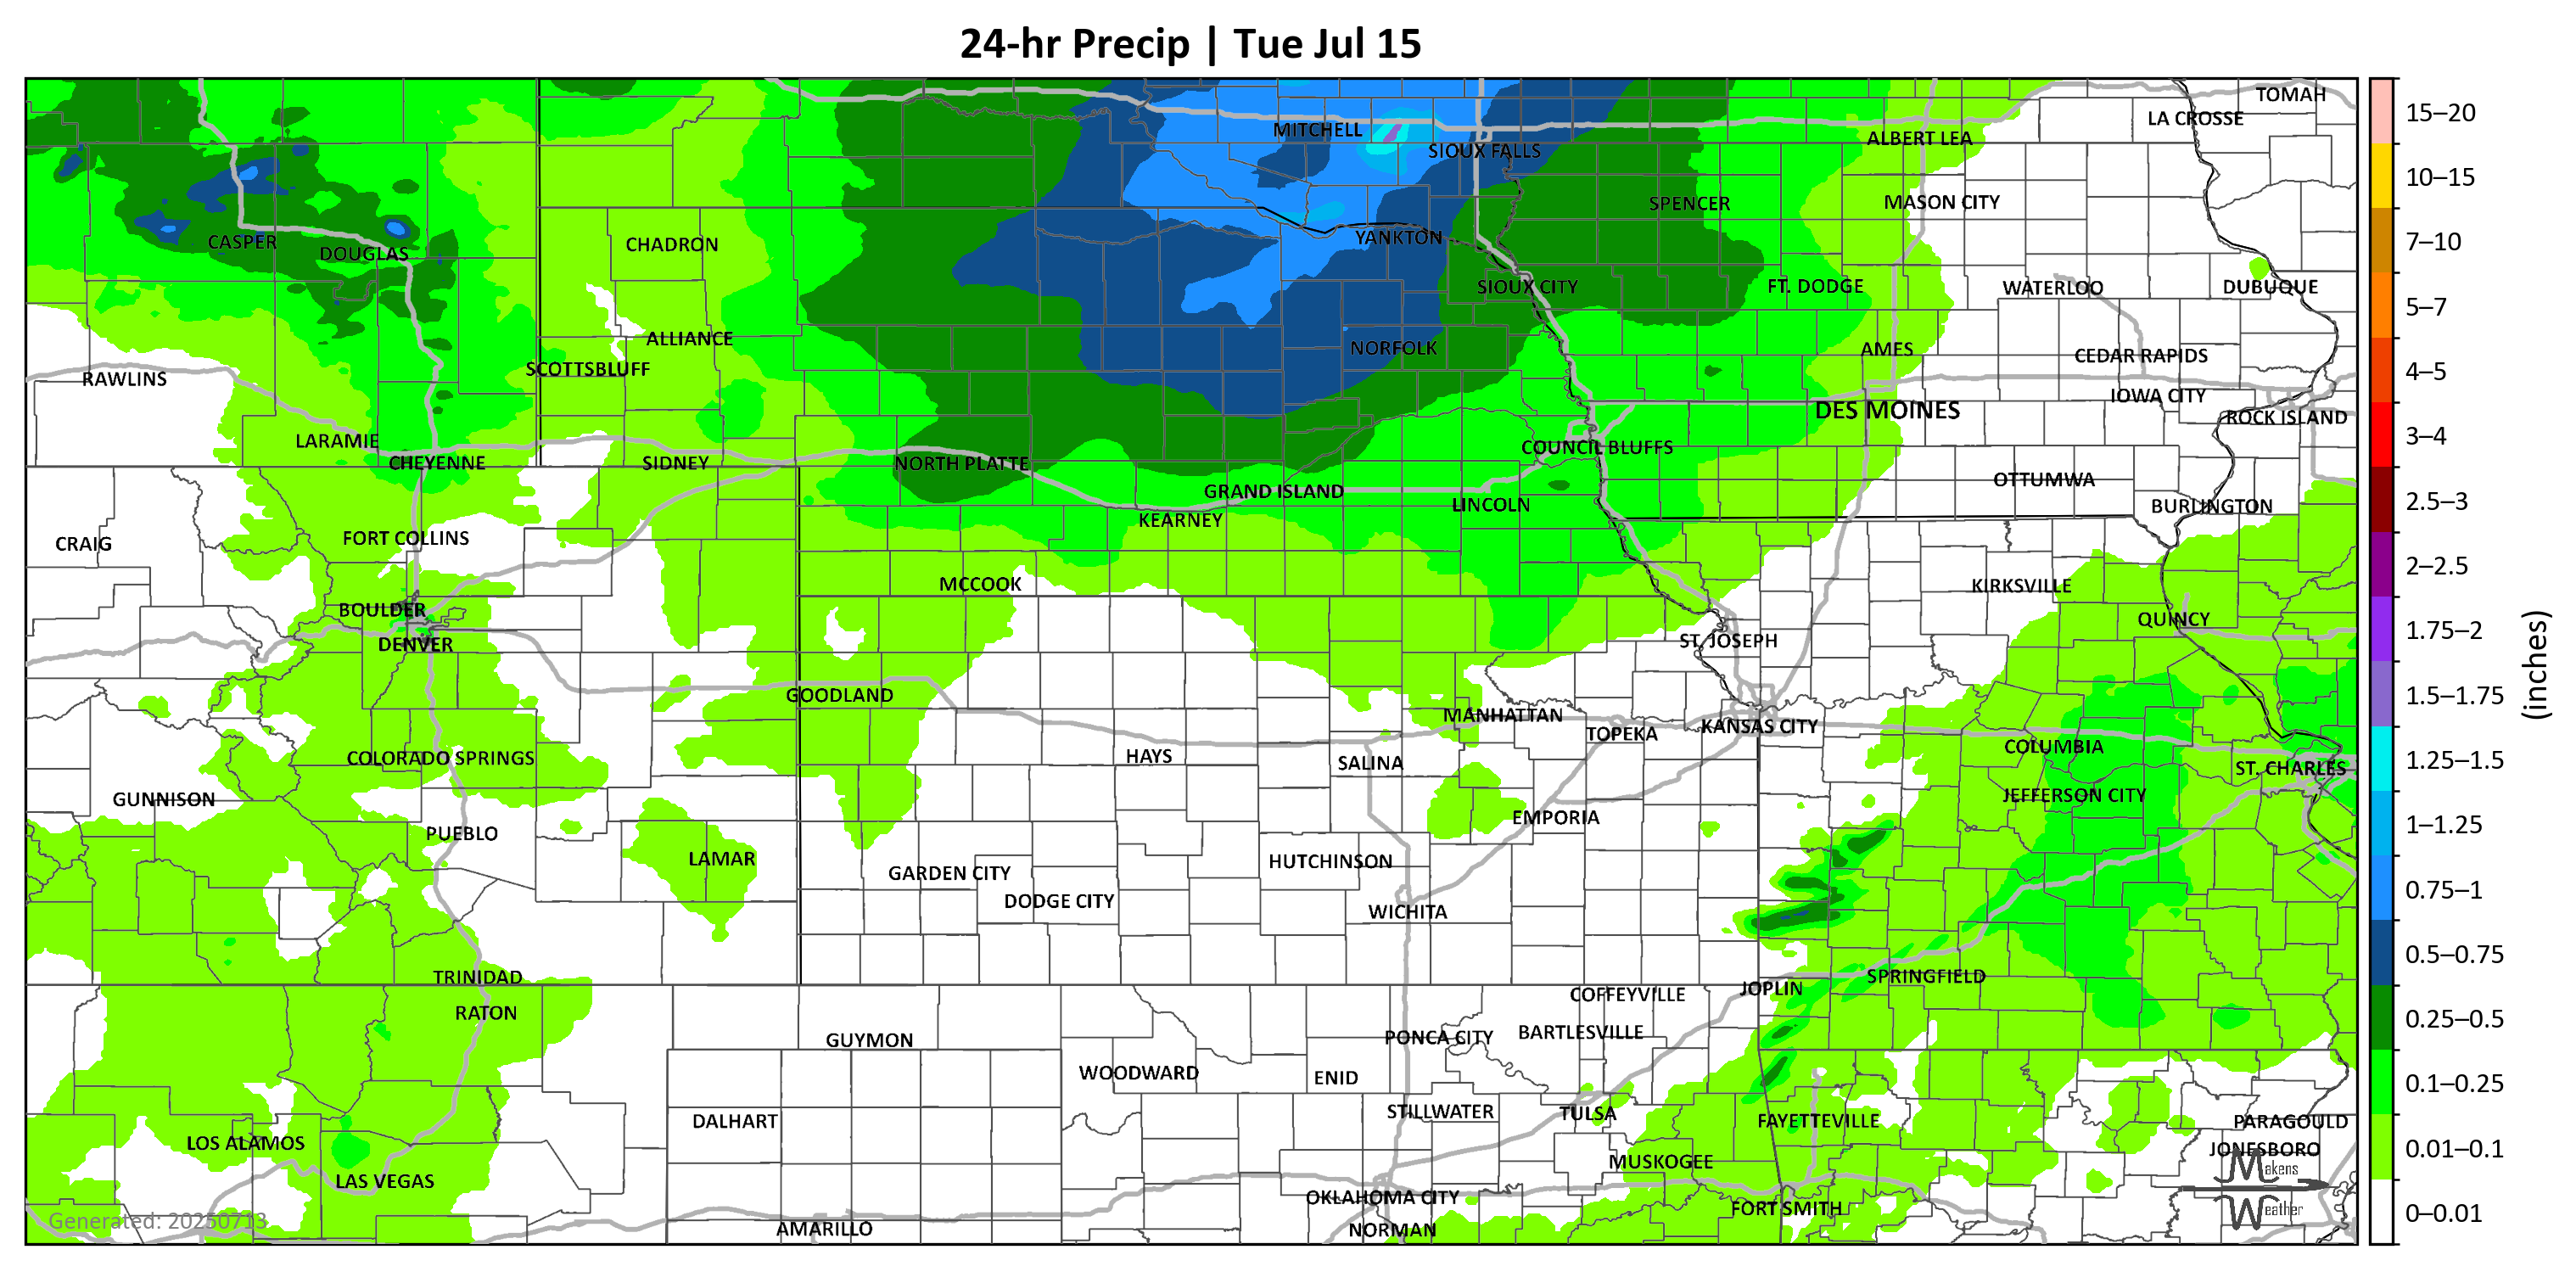 24-hr Precip | Tue Jul 15
TOMAH
15–20
LA CROSSE
MITCHELL
ALBERT LEA
SIOUX FALLS
10–15
SPENCER
MASON CITY
YANKTON
7–10
CASPER
CHADRON
DOUGLAS
SIOUX CITY
FT. DODGE
WATERLOO
DUBUQUE
5–7
ALLIANCE
NORFOLK
AMES
CEDAR RAPIDS
SCOTTSBLUFF
4–5
RAWLINS
IOWA CITY
DES MOINES
ROCK ISLAND
LARAMIE
3–4
COUNCIL BLUFFS
CHEYENNE
SIDNEY
NORTH PLATTE
OTTUMWA
GRAND ISLAND
2.5–3
LINCOLN
BURLINGTON
KEARNEY
CRAIG
FORT COLLINS
2–2.5
MCCOOK
KIRKSVILLE
BOULDER
QUINCY
1.75–2
DENVER
ST. JOSEPH
(inches)
GOODLAND
1.5–1.75
MANHATTAN
KANSAS CITY
TOPEKA
COLUMBIA
COLORADO SPRINGS
HAYS
SALINA
ST. CHARLES
1.25–1.5
GUNNISON
JEFFERSON CITY
EMPORIA
1–1.25
PUEBLO
LAMAR
HUTCHINSON
GARDEN CITY
0.75–1
DODGE CITY
WICHITA
0.5–0.75
TRINIDAD
SPRINGFIELD
JOPLIN
COFFEYVILLE
RATON
0.25–0.5
GUYMON
PONCA CITY
BARTLESVILLE
WOODWARD
ENID
0.1–0.25
STILLWATER
TULSA
DALHART
FAYETTEVILLE
PARAGOULD
LOS ALAMOS
JONESBORO
0.01–0.1
MUSKOGEE
Makens
LAS VEGAS
OKLAHOMA CITY
FORT SMITH
Weather
0–0.01
Generated: 20250713
AMARILLO
NORMAN